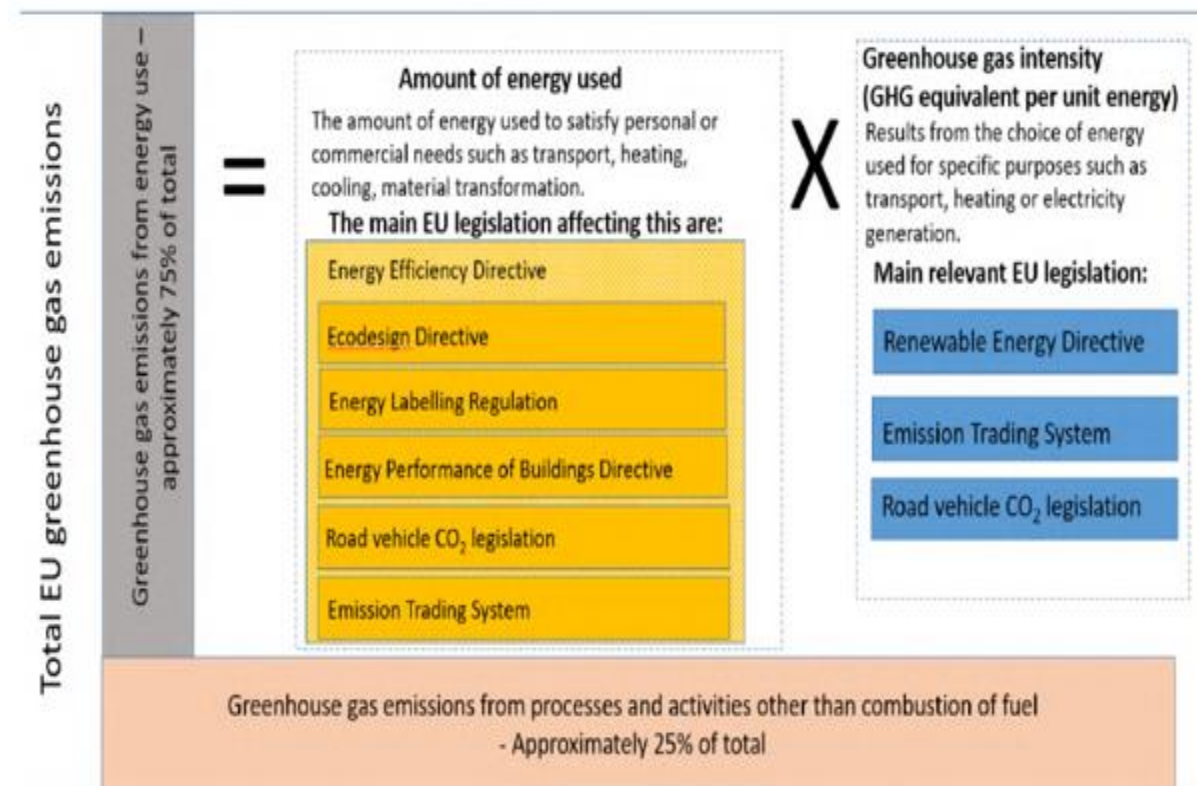 Total EU greenhouse gas emissions
Greenhouse gas emissions from energy use –
approximately 75% of total
=
Amount of energy used
The amount of energy used to satisfy personal or
commercial needs such as transport, heating,
cooling, material transformation.
The main EU legislation affecting this are:
Energy Efficiency Directive
Ecodesign Directive
Energy Labelling Regulation
Energy Performance of Buildings Directive
Road vehicle CO₂ legislation
Emission Trading System
X
Greenhouse gas intensity
(GHG equivalent per unit energy)
Results from the choice of energy
used for specific purposes such as
transport, heating or electricity
generation.
Main relevant EU legislation:
Renewable Energy Directive
Emission Trading System
Road vehicle CO₂ legislation
Greenhouse gas emissions from processes and activities other than combustion of fuel
- Approximately 25% of total